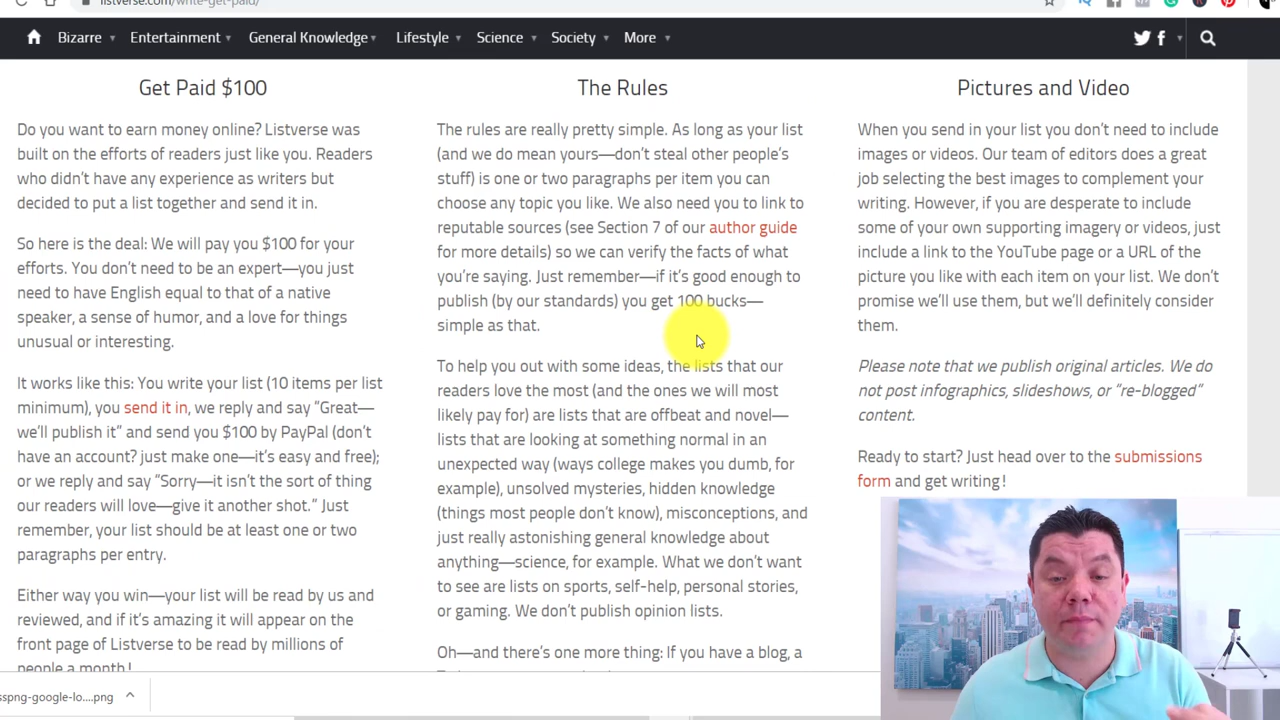 listverse.com/write-get-paid/
Bizarre Entertainment General Knowledge Lifestyle Science Society More
Get Paid $100
Do you want to earn money online? Listverse was
built on the efforts of readers just like you. Readers
who didn't have any experience as writers but
decided to put a list together and send it in.
So here is the deal: We will pay you $100 for your
efforts. You don't need to be an expert—you just
need to have English equal to that of a native
speaker, a sense of humor, and a love for things
unusual or interesting.
It works like this: You write your list (10 items per list
minimum), you send it in, we reply and say “Great—
we'll publish it” and send you $100 by PayPal (don't
have an account? just make one—it's easy and free);
or we reply and say “Sorry—it isn't the sort of thing
our readers will love—give it another shot.” Just
remember, your list should be at least one or two
paragraphs per entry.
Either way you win—your list will be read by us and
reviewed, and if it's amazing it will appear on the
front page of Listverse to be read by millions of
people a month!
The Rules
The rules are really pretty simple. As long as your list
(and we do mean yours—don't steal other people's
stuff) is one or two paragraphs per item you can
choose any topic you like. We also need you to link to
reputable sources (see Section 7 of our author guide
for more details) so we can verify the facts of what
you're saying. Just remember—if it's good enough to
publish (by our standards) you get 100 bucks—
simple as that.
To help you out with some ideas, the lists that our
readers love the most (and the ones we will most
likely pay for) are lists that are offbeat and novel—
lists that are looking at something normal in an
unexpected way (ways college makes you dumb, for
example), unsolved mysteries, hidden knowledge
(things most people don't know), misconceptions, and
just really astonishing general knowledge about
anything—science, for example. What we don't want
to see are lists on sports, self-help, personal stories,
or gaming. We don't publish opinion lists.
Oh—and there's one more thing: If you have a blog, a
Pictures and Video
When you send in your list you don't need to include
images or videos. Our team of editors does a great
job selecting the best images to complement your
writing. However, if you are desperate to include
some of your own supporting imagery or videos, just
include a link to the YouTube page or a URL of the
picture you like with each item on your list. We don't
promise we'll use them, but we'll definitely consider
them.
Please note that we publish original articles. We do
not post infographics, slideshows, or “re-blogged”
content.
Ready to start? Just head over to the submissions
form and get writing!
sspng-google-lo....png